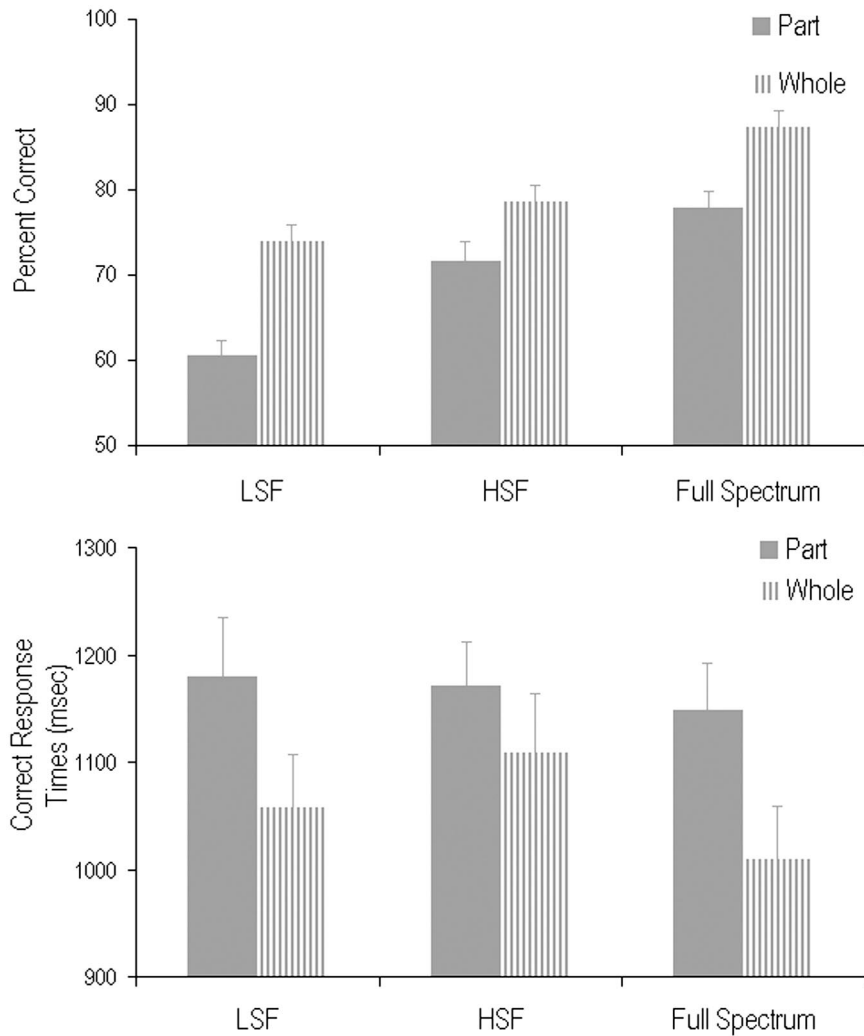 100
90
80
70
60
50
Percent Correct
Part
Whole
LSF HSF Full Spectrum
1300
1200
1100
1000
900
Correct Response
Times (msec)
Part
Whole
LSF HSF Full Spectrum